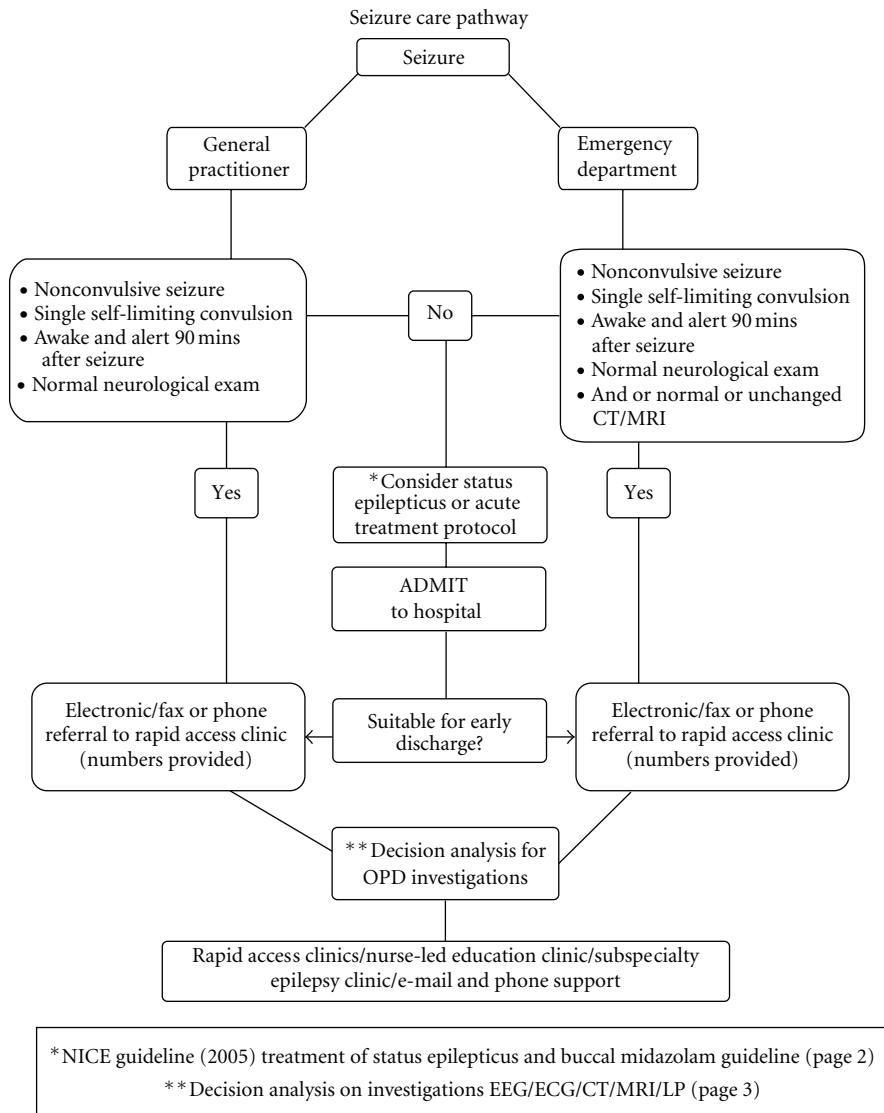 Seizure care pathway
Seizure
General
practitioner
Emergency
department
• Nonconvulsive seizure
• Single self-limiting convulsion
• Awake and alert 90 mins
after seizure
• Normal neurological exam
No
• Nonconvulsive seizure
• Single self-limiting convulsion
• Awake and alert 90 mins
after seizure
• Normal neurological exam
• And or normal or unchanged
CT/MRI
Yes
*Consider status
epilepticus or acute
treatment protocol
Yes
ADMIT
to hospital
Electronic/fax or phone
referral to rapid access clinic
(numbers provided)
Suitable for early
discharge?
Electronic/fax or phone
referral to rapid access clinic
(numbers provided)
**Decision analysis for
OPD investigations
Rapid access clinics/nurse-led education clinic/subspecialty
epilepsy clinic/e-mail and phone support
*NICE guideline (2005) treatment of status epilepticus and buccal midazolam guideline (page 2)
**Decision analysis on investigations EEG/ECG/CT/MRI/LP (page 3)